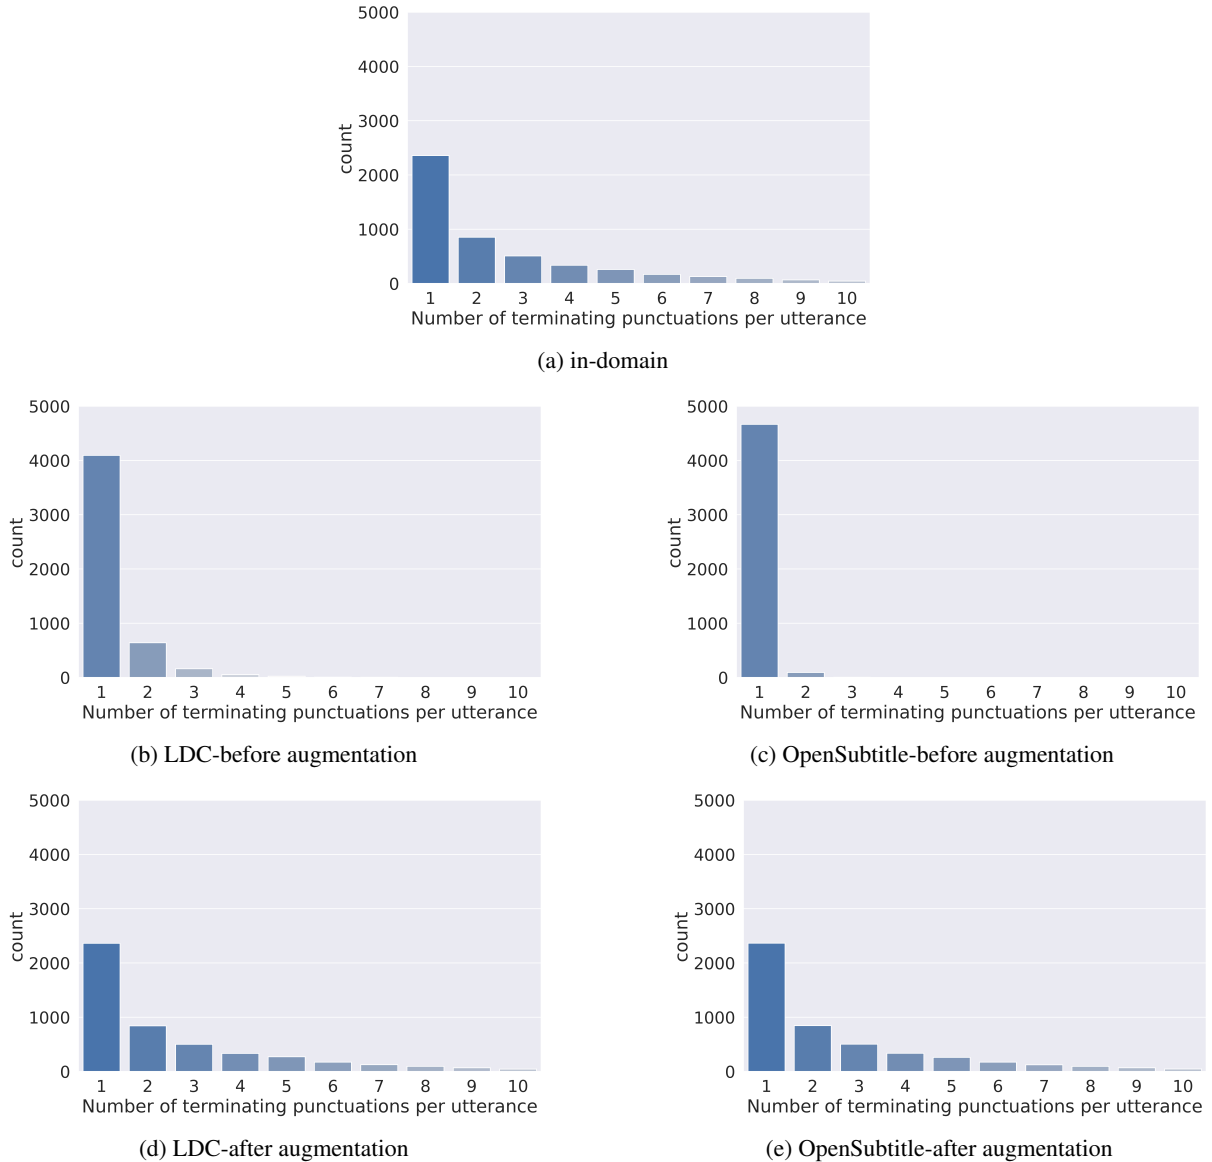 5000
4000
3000
2000
1000
0
count
1 2 3 4 5 6 7 8 9 10
Number of terminating punctuations per utterance
(a) in-domain
5000
4000
3000
2000
1000
0
count
1 2 3 4 5 6 7 8 9 10
Number of terminating punctuations per utterance
(b) LDC-before augmentation
5000
4000
3000
2000
1000
0
count
1 2 3 4 5 6 7 8 9 10
Number of terminating punctuations per utterance
(c) OpenSubtitle-before augmentation
5000
4000
3000
2000
1000
0
count
1 2 3 4 5 6 7 8 9 10
Number of terminating punctuations per utterance
(d) LDC-after augmentation
5000
4000
3000
2000
1000
0
count
1 2 3 4 5 6 7 8 9 10
Number of terminating punctuations per utterance
(e) OpenSubtitle-after augmentation